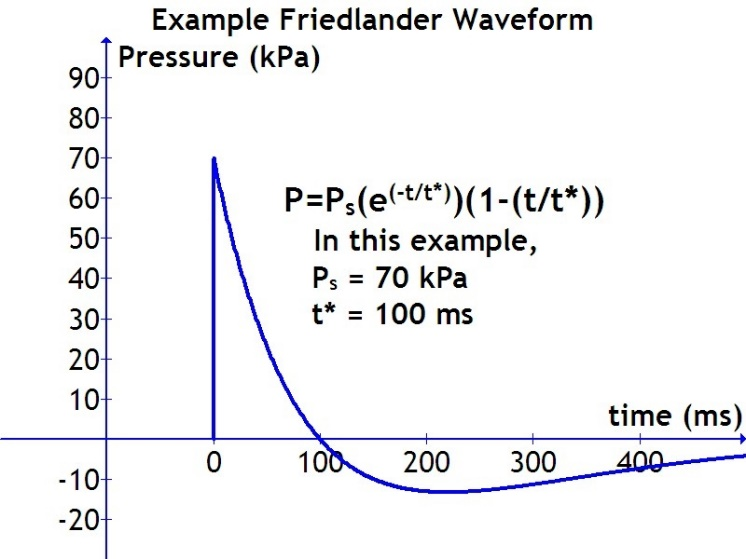 Example Friedlander Waveform
Pressure (kPa)
90
80
70
60
50
40
30
20
10
-10
-20
P=Ps(e(-t/t*))(1-(t/t*))
In this example,
Ps = 70 kPa
t* = 100 ms
time (ms)
0 100 200 300 400